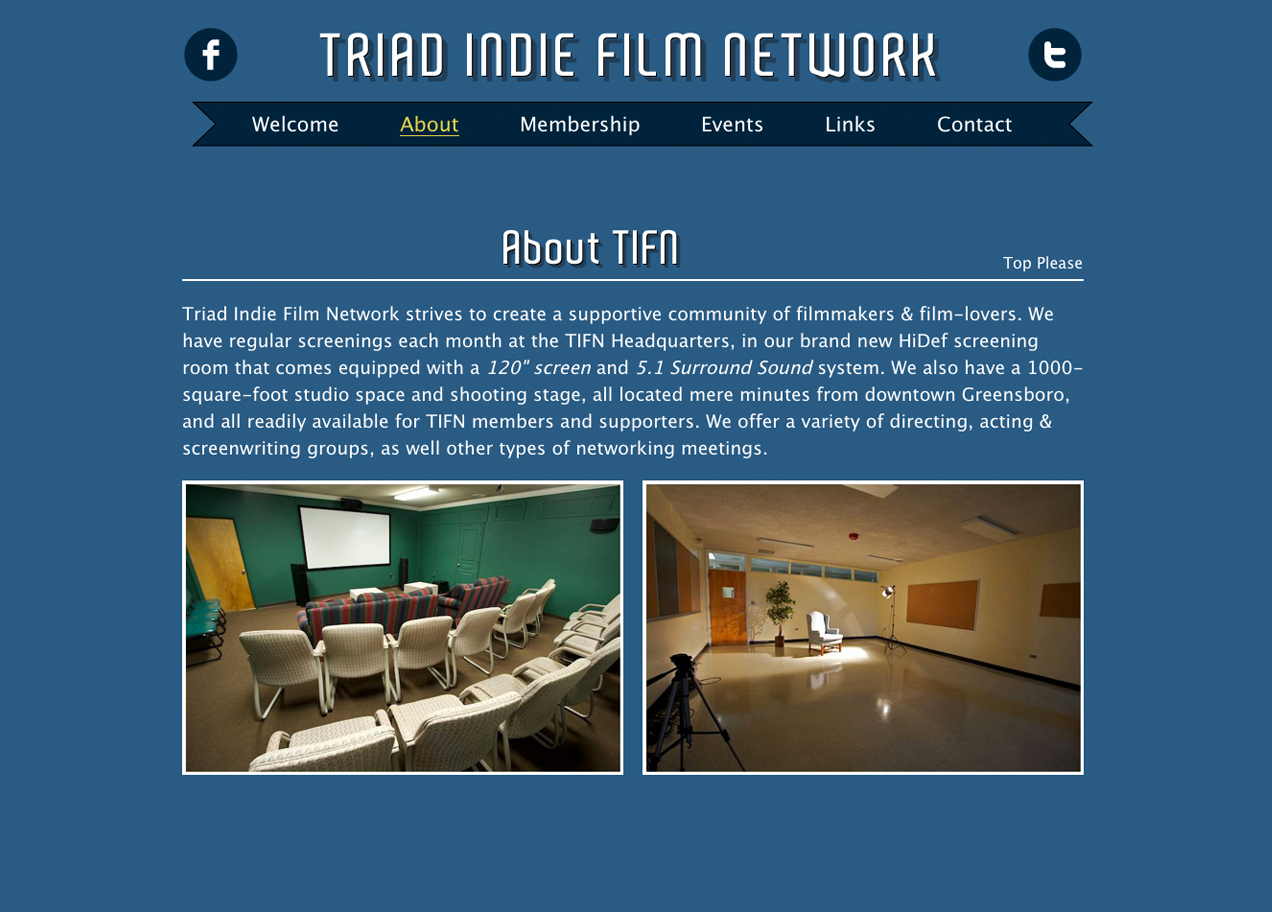 TRIAD INDIE FILM NETWORK
Welcome About Membership Events Links Contact
About TIFN
Top Please
Triad Indie Film Network strives to create a supportive community of filmmakers & film-lovers. We
have regular screenings each month at the TIFN Headquarters, in our brand new HiDef screening
room that comes equipped with a 120" screen and 5.1 Surround Sound system. We also have a 1000-
square-foot studio space and shooting stage, all located mere minutes from downtown Greensboro,
and all readily available for TIFN members and supporters. We offer a variety of directing, acting &
screenwriting groups, as well other types of networking meetings.